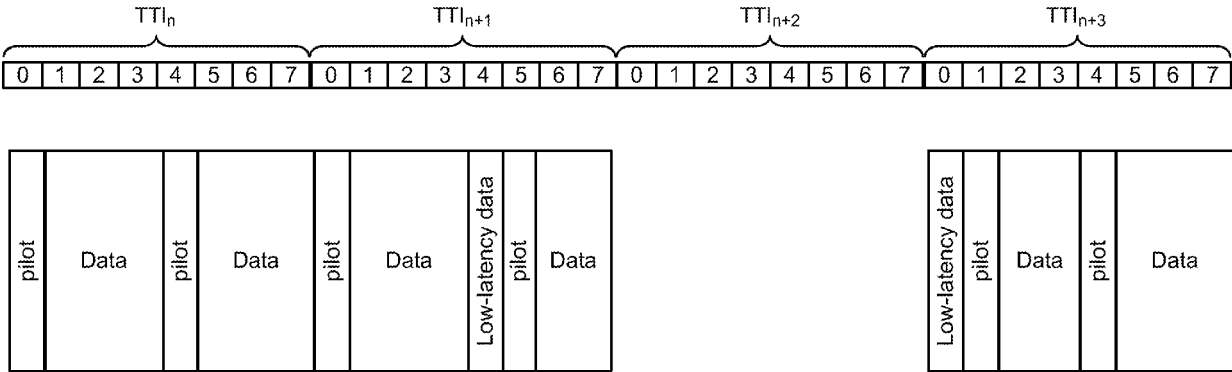 TTIn TTIn+1 TTIn+2 TTIn+3
0 1 2 3 4 5 6 7 0 1 2 3 4 5 6 7 0 1 2 3 4 5 6 7 0 1 2 3 4 5 6 7
pilot Data pilot Data pilot Data Low-latency data pilot Data Low-latency data pilot Data pilot Data